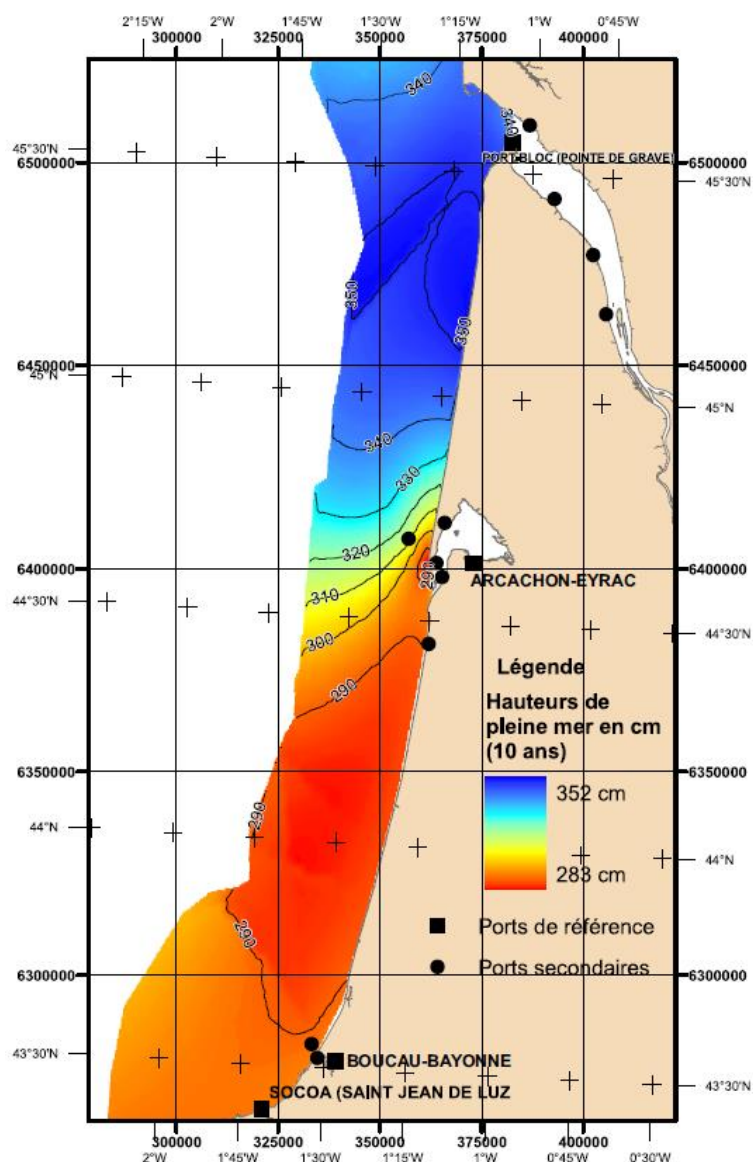 2°15'W 2°W 1°45'W 1°30'W 1°15'W 1°W 0°45'W
300000 325000 350000 375000 400000
340
340
45°30'N
6500000
PORT-BLOC (POINTE DE GRAVE)
6500000
45°30'N
350
350
6450000
6450000
45°N
45°N
340
330
320
310
300
290
290
6400000
6400000
ARCACHON-EYRAC
44°30'N
44°30'N
Légende
Hauteurs de
pleine mer en cm
(10 ans)
352 cm
283 cm
6350000
6350000
290
44°N
44°N
Ports de référence
290
Ports secondaires
6300000
6300000
43°30'N
BOUCAU-BAYONNE
43°30'N
SOCOA (SAINT JEAN DE LUZ
300000 325000 350000 375000 400000
2°W 1°45'W 1°30'W 1°15'W 1°W 0°45'W 0°30'W